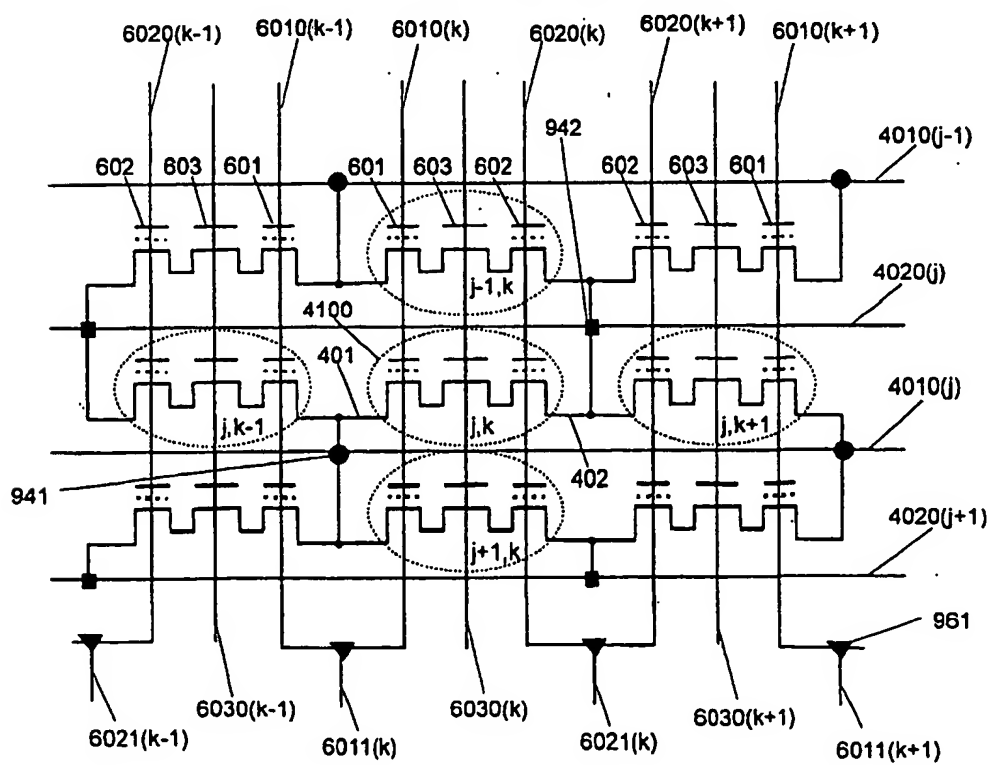 6020(k-1) 6010(k-1) 6010(k) 6020(k) 6020(k+1) 6010(k+1)
942
4010(j-1)
602 603 601 601 603 602 602 603 601
j-1,k
4020(j)
4100
401
4010(j)
j,k-1 j,k j,k+1
402
941
4020(j+1)
j+1,k
961
6021(k-1) 6030(k-1) 6011(k) 6030(k) 6021(k) 6030(k+1) 6011(k+1)